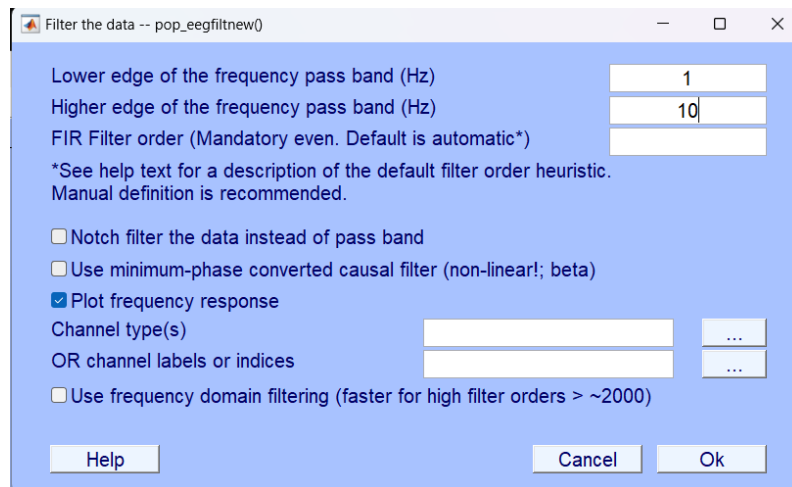 Filter the data -- pop_eegfiltnew()
Lower edge of the frequency pass band (Hz) 1
Higher edge of the frequency pass band (Hz) 10
FIR Filter order (Mandatory even. Default is automatic*)
*See help text for a description of the default filter order heuristic.
Manual definition is recommended.
Notch filter the data instead of pass band
Use minimum-phase converted causal filter (non-linear!; beta)
Plot frequency response
Channel type(s) ...
OR channel labels or indices ...
Use frequency domain filtering (faster for high filter orders > ~2000)
Help Cancel Ok